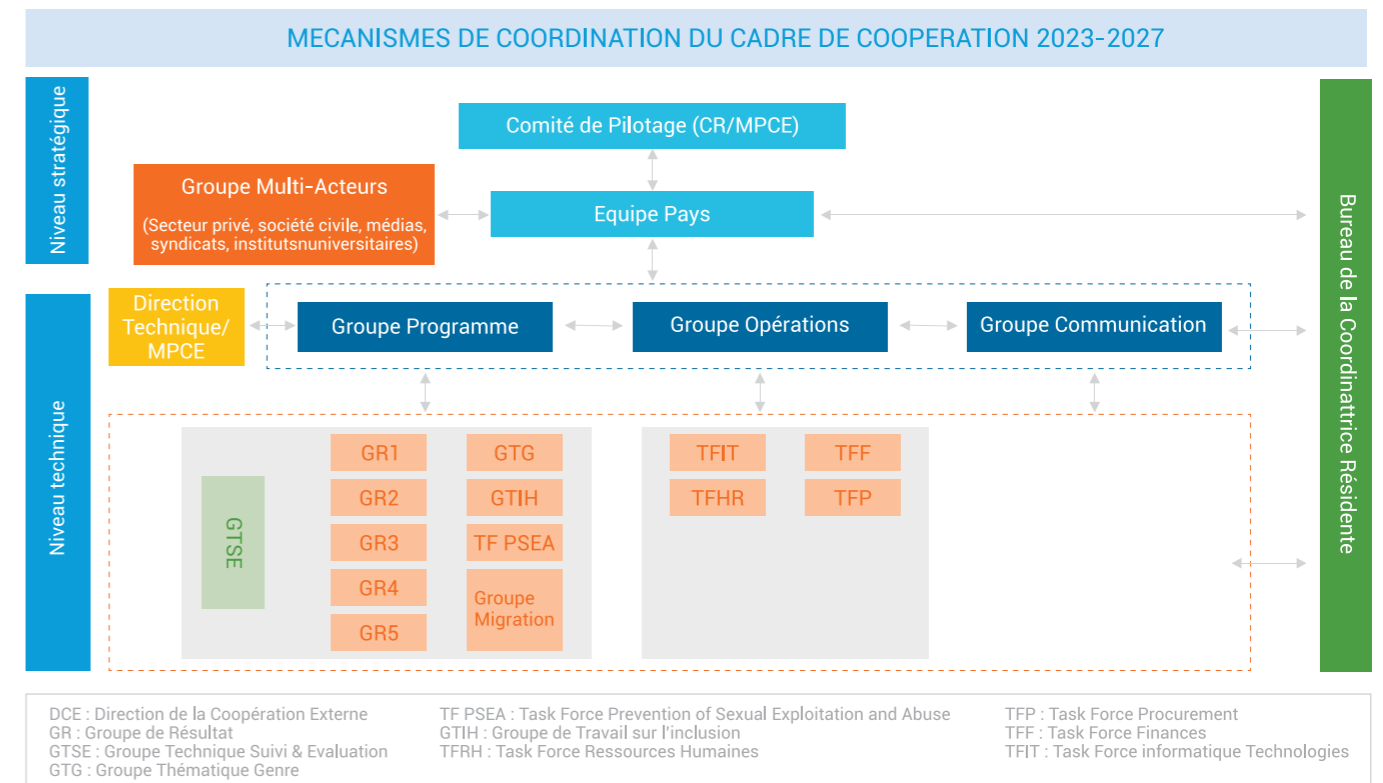 MECANISMES DE COORDINATION DU CADRE DE COOPERATION 2023-2027
Niveau stratégique
Comité de Pilotage (CR/MPCE)
Groupe Multi-Acteurs
(Secteur privé, société civile, médias,
syndicats, institutsnuniversitaires)
Equipe Pays
Bureau de la Coordinattrice Résidente
Niveau technique
Direction
Technique/
MPCE
Groupe Programme
Groupe Opérations
Groupe Communication
GTSE
GR1
GR2
GR3
GR4
GR5
GTG
GTIH
TF PSEA
Groupe
Migration
TFIT
TFF
TFHR
TFP
DCE : Direction de la Coopération Externe
GR : Groupe de Résultat
GTSE : Groupe Technique Suivi & Evaluation
GTG : Groupe Thématique Genre
TF PSEA : Task Force Prevention of Sexual Exploitation and Abuse
GTIH : Groupe de Travail sur l'inclusion
TFRH : Task Force Ressources Humaines
TFP : Task Force Procurement
TFF : Task Force Finances
TFIT : Task Force informatique Technologies